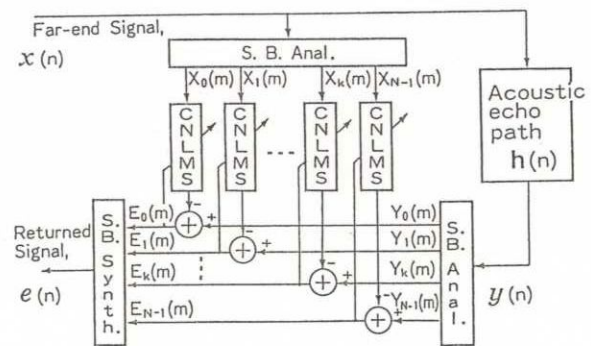 Far-end Signal,
x(n)
S. B. Anal.
X0(m) X1(m) Xk(m) XN-1(m)
CNLMS CNLMS CNLMS CNLMS
Acoustic
echo
path
h(n)
Returned
Signal,
e(n)
S. B. Synth.
E0(m)
E1(m)
Ek(m)
EN-1(m)
- +
- +
- +
- +
Y0(m)
Y1(m)
Yk(m)
YN-1(m)
S. B. Anal.
y(n)